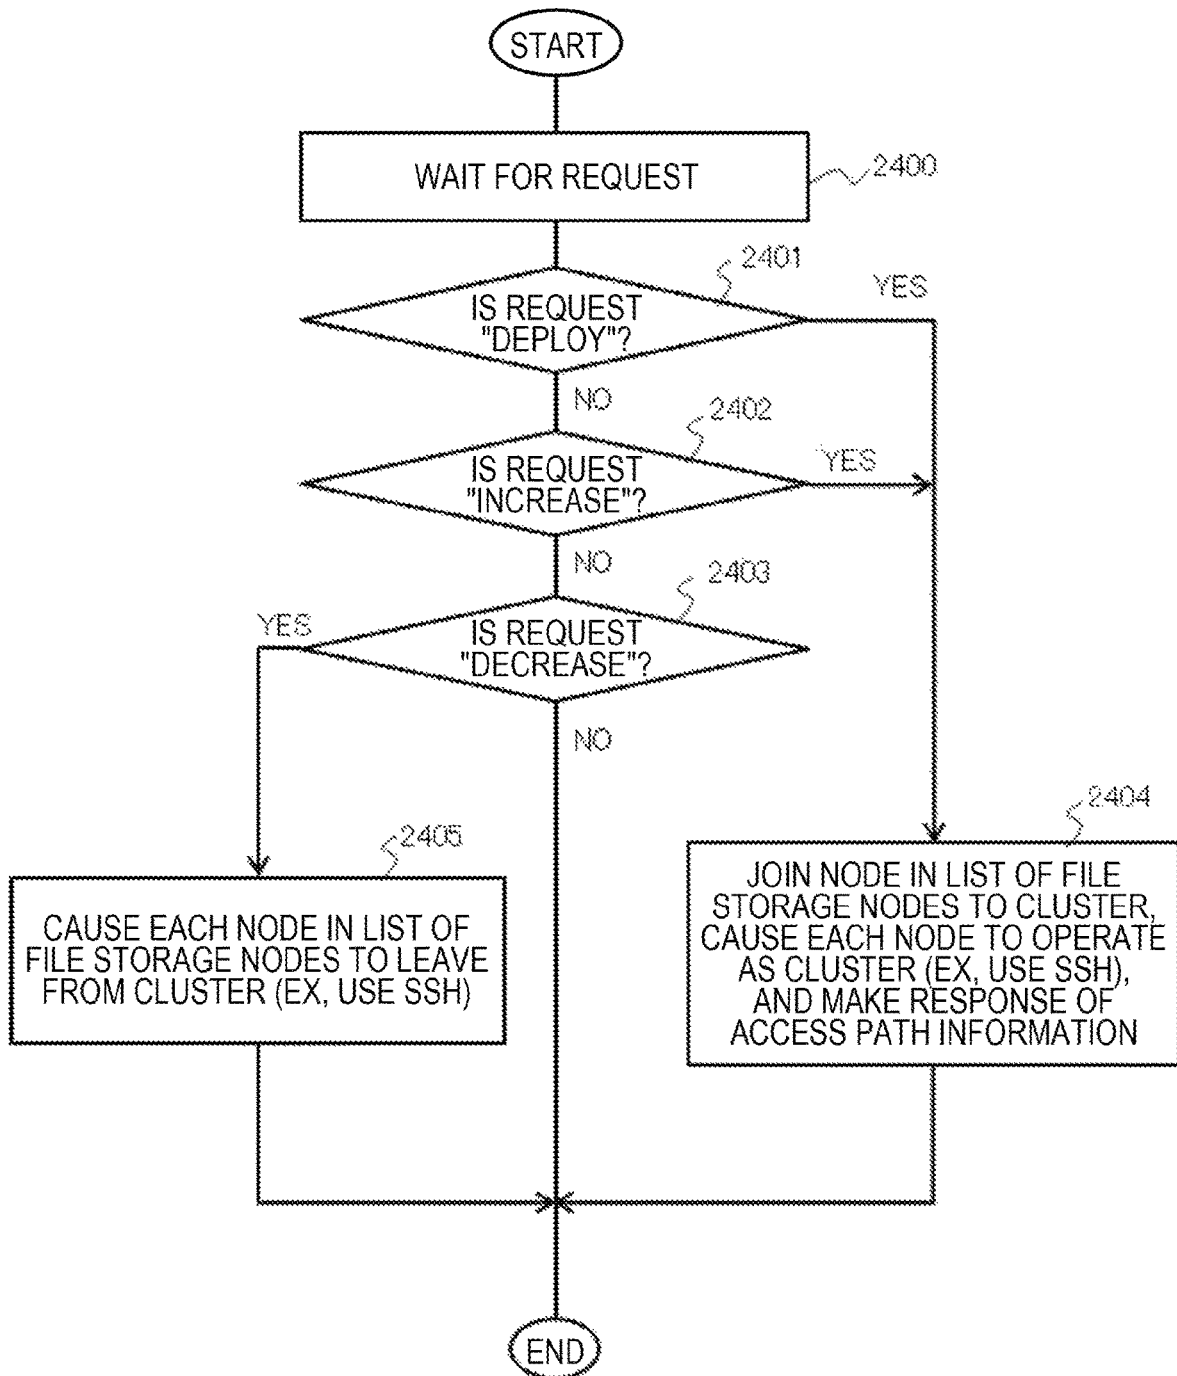 START
WAIT FOR REQUEST
2400
2401
YES
IS REQUEST
"DEPLOY"?
NO
2402
IS REQUEST
"INCREASE"?
YES
NO
2403
YES
IS REQUEST
"DECREASE"?
NO
2405
CAUSE EACH NODE IN LIST OF
FILE STORAGE NODES TO LEAVE
FROM CLUSTER (EX, USE SSH)
2404
JOIN NODE IN LIST OF FILE
STORAGE NODES TO CLUSTER,
CAUSE EACH NODE TO OPERATE
AS CLUSTER (EX, USE SSH),
AND MAKE RESPONSE OF
ACCESS PATH INFORMATION
END